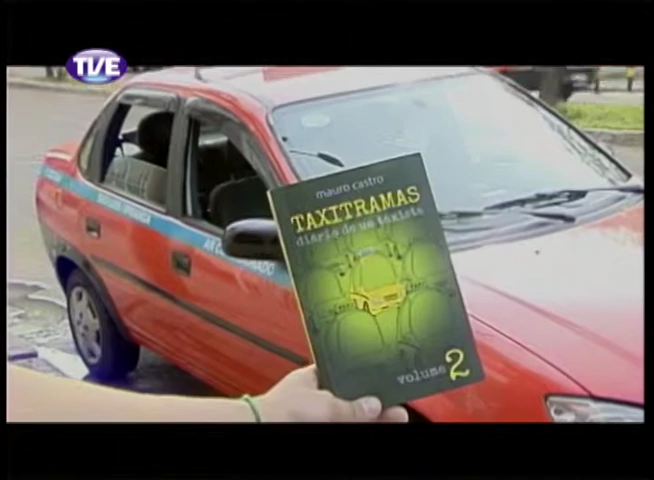 TVE
mauro castro
TAXITRAMAS
diário de um taxista
volume 2